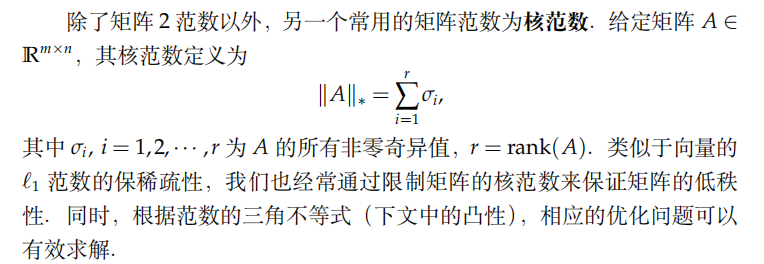 除了矩阵 2 范数以外，另一个常用的矩阵范数为核范数．给定矩阵 A ∈
ℝ^{m×n}，其核范数定义为
‖A‖_* = ∑_{i=1}^{r} σ_i,
其中 σ_i, i = 1,2,⋯,r 为 A 的所有非零奇异值，r = rank(A)．类似于向量的
ℓ_1 范数的保稀疏性，我们也经常通过限制矩阵的核范数来保证矩阵的低秩
性．同时，根据范数的三角不等式（下文中的凸性），相应的优化问题可以
有效求解．